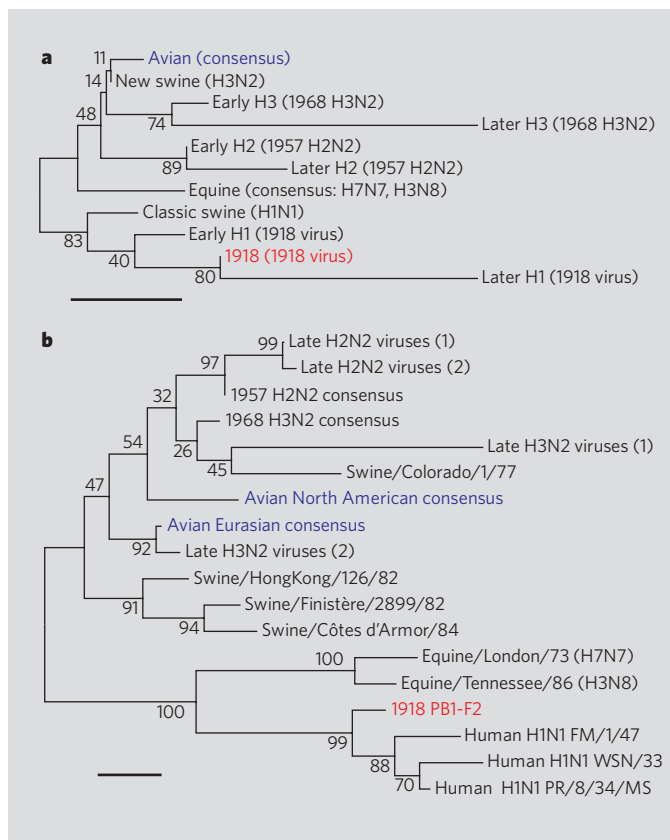 a
11
Avian (consensus)
14
New swine (H3N2)
Early H3 (1968 H3N2)
48
74
Later H3 (1968 H3N2)
Early H2 (1957 H2N2)
89
Later H2 (1957 H2N2)
Equine (consensus: H7N7, H3N8)
Classic swine (H1N1)
83
Early H1 (1918 virus)
40
1918 (1918 virus)
80
Later H1 (1918 virus)
b
99
Late H2N2 viruses (1)
97
Late H2N2 viruses (2)
1957 H2N2 consensus
32
1968 H3N2 consensus
26
Late H3N2 viruses (1)
54
45
Swine/Colorado/1/77
47
Avian North American consensus
Avian Eurasian consensus
92
Late H3N2 viruses (2)
Swine/HongKong/126/82
91
Swine/Finistère/2899/82
94
Swine/Côtes d'Armor/84
100
Equine/London/73 (H7N7)
Equine/Tennessee/86 (H3N8)
100
1918 PB1-F2
99
Human H1N1 FM/1/47
88
Human H1N1 WSN/33
70
Human H1N1 PR/8/34/MS